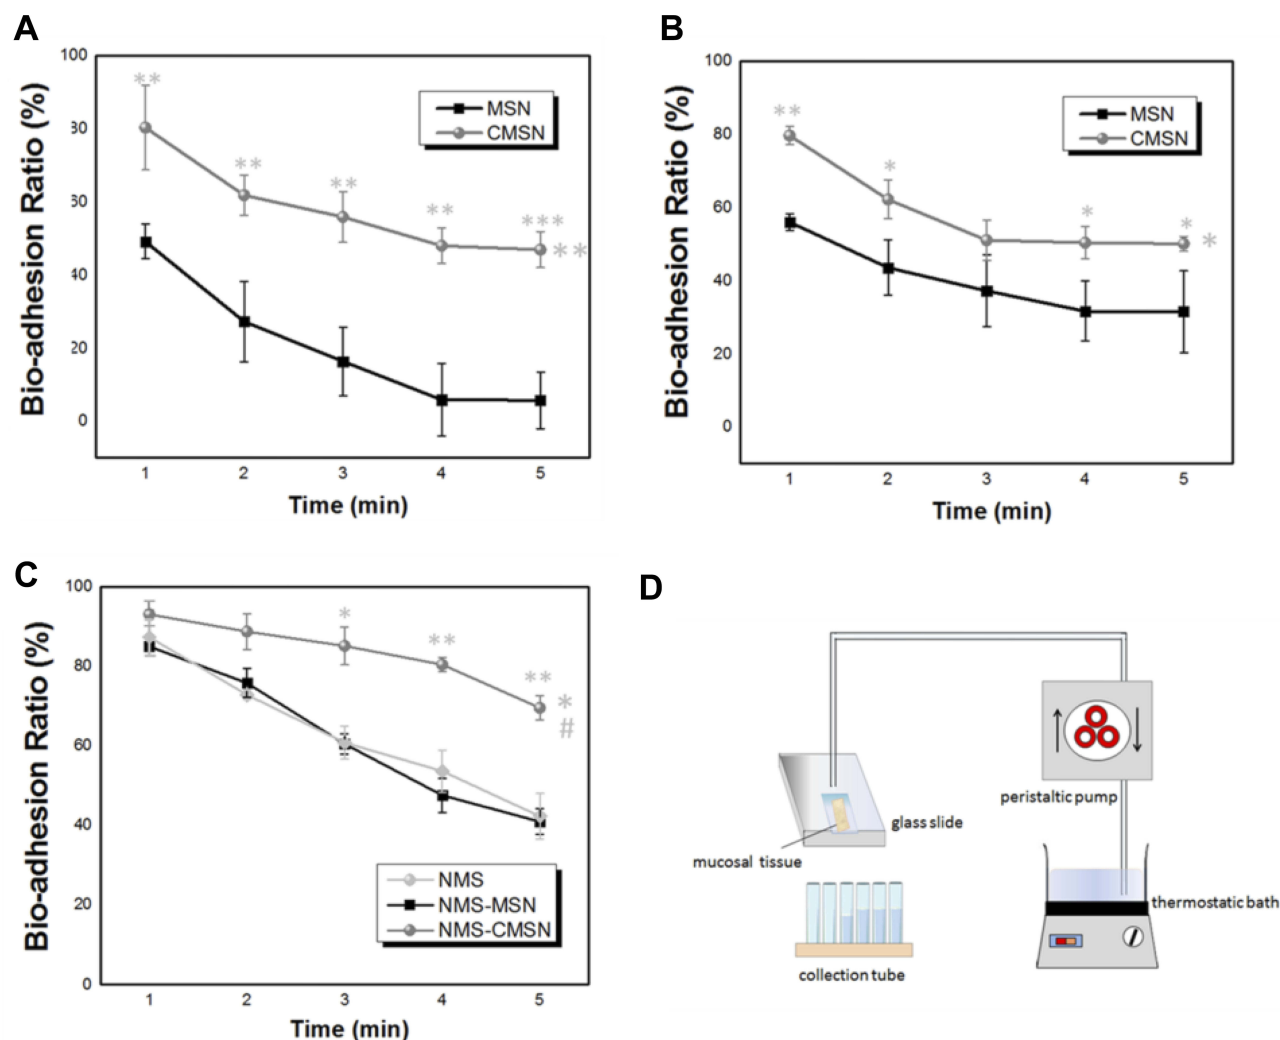 A
100
30
30
40
20
0
Bio-adhesion Ratio (%)
MSN
CMSN
**
**
**
**
***
**
1 2 3 4 5
Time (min)
B
100
80
60
40
20
0
Bio-adhesion Ratio (%)
MSN
CMSN
**
*
*
*
*
1 2 3 4 5
Time (min)
C
100
80
60
40
20
0
Bio-adhesion Ratio (%)
*
**
**
*
#
NMS
NMS-MSN
NMS-CMSN
1 2 3 4 5
Time (min)
D
peristaltic pump
glass slide
mucosal tissue
thermostatic bath
collection tube